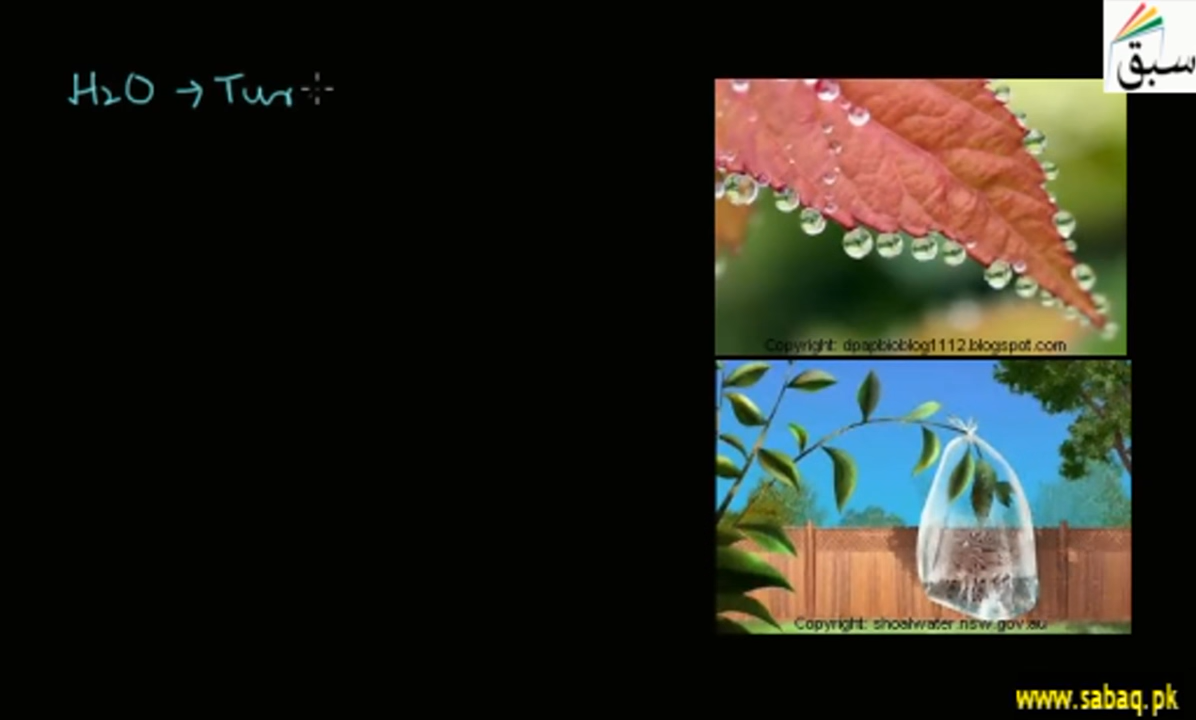 H₂O → Tur
سبق
Copyright: dpapbioblog1112.blogspot.com
Copyright: shoalwater.nsw.gov.au
www.sabaq.pk